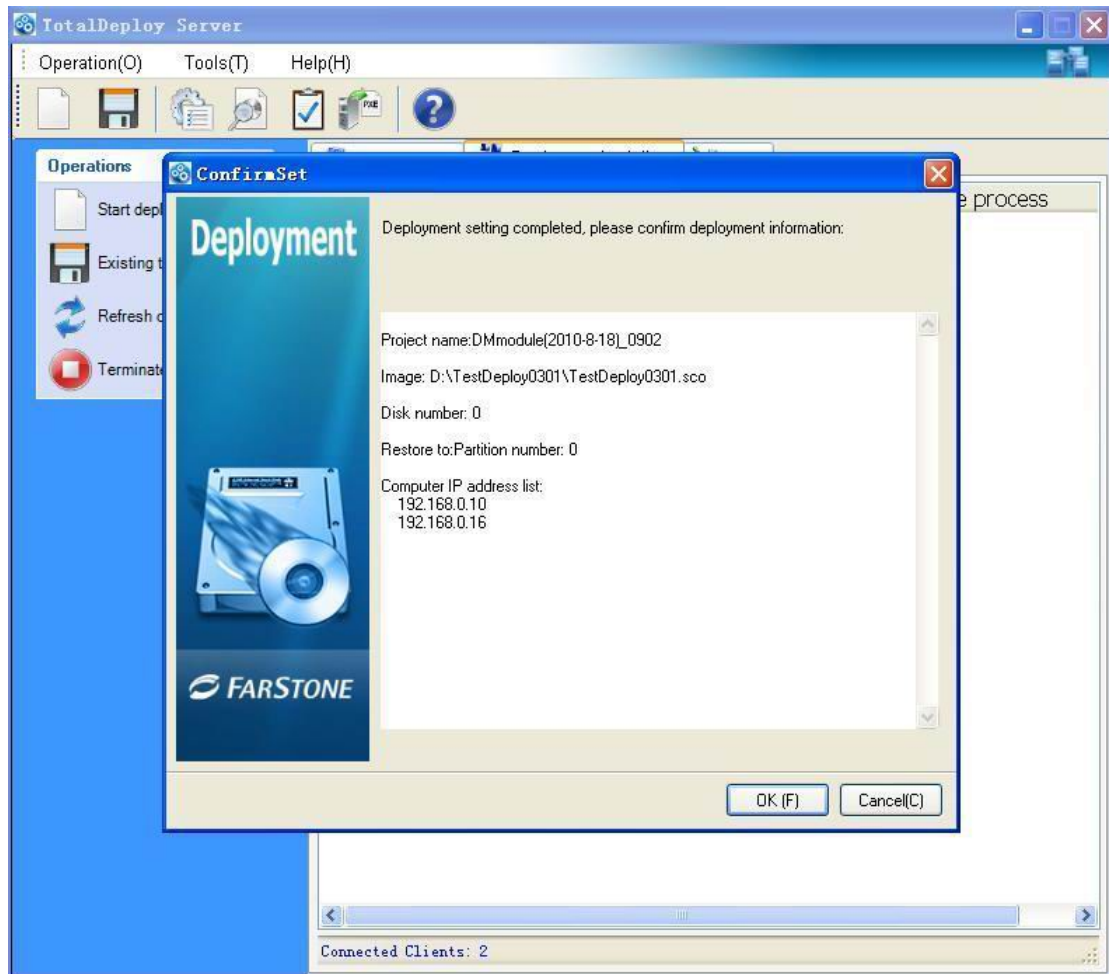 TotalDeploy Server
Operation(O) Tools(T) Help(H)
PXE
Operations
Start depl
Existing t
Refresh
Terminate
e process
ConfirmSet
Deployment
Deployment setting completed, please confirm deployment information:
Project name:DMmodule(2010-8-18)_0902
Image: D:\TestDeploy0301\TestDeploy0301.sco
Disk number: 0
Restore to:Partition number: 0
Computer IP address list:
192.168.0.10
192.168.0.16
FARSTONE
OK (F) Cancel(C)
Connected Clients: 2